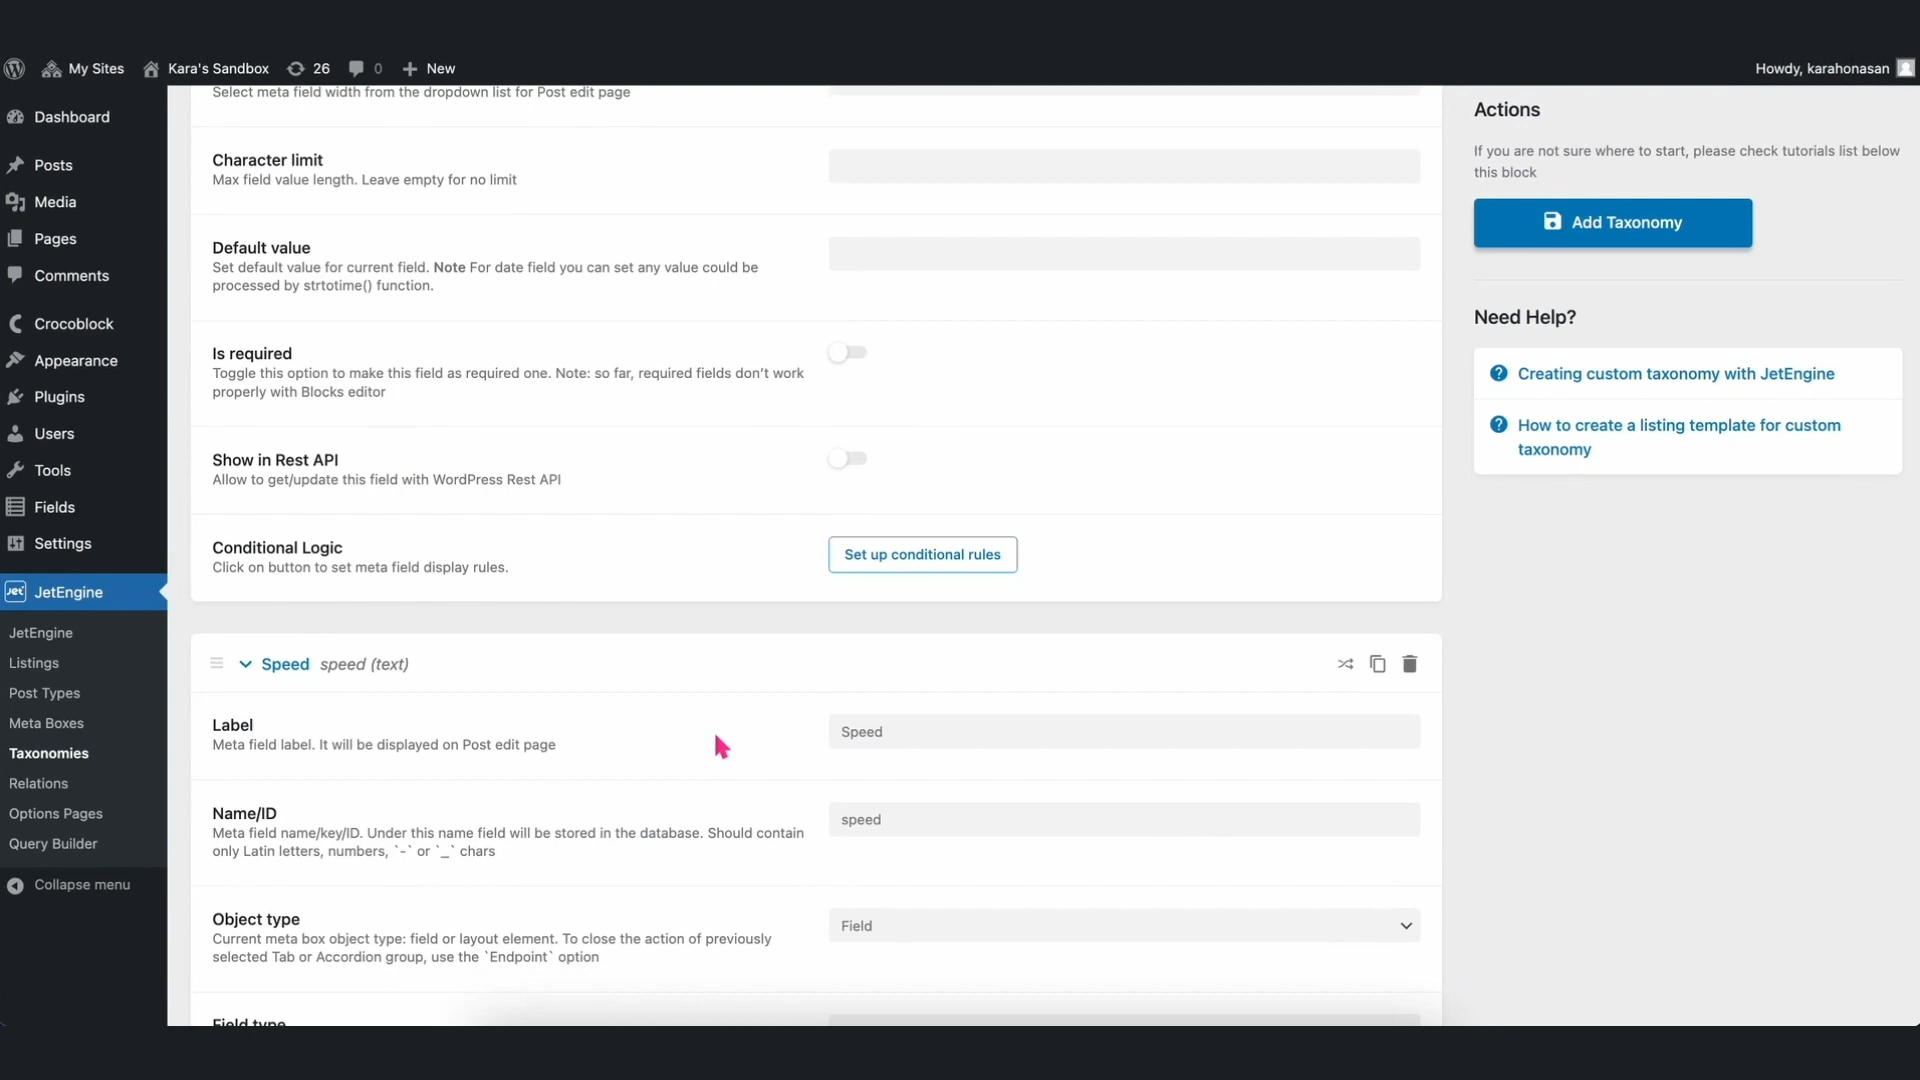 My Sites
Kara's Sandbox
26
0
New
Howdy, karahonasan
Dashboard
Posts
Media
Pages
Comments
Crocoblock
Appearance
Plugins
Users
Tools
Fields
Settings
Jet
JetEngine
JetEngine
Listings
Post Types
Meta Boxes
Taxonomies
Relations
Options Pages
Query Builder
Collapse menu
Select meta field width from the dropdown list for Post edit page
Character limit
Max field value length. Leave empty for no limit
Default value
Set default value for current field. Note For date field you can set any value could be
processed by strtotime() function.
Is required
Toggle this option to make this field as required one. Note: so far, required fields don't work
properly with Blocks editor
Show in Rest API
Allow to get/update this field with WordPress Rest API
Conditional Logic
Click on button to set meta field display rules.
Set up conditional rules
Speed speed (text)
Label
Meta field label. It will be displayed on Post edit page
Speed
Name/ID
Meta field name/key/ID. Under this name field will be stored in the database. Should contain
only Latin letters, numbers, `-` or `_` chars
speed
Object type
Current meta box object type: field or layout element. To close the action of previously
selected Tab or Accordion group, use the `Endpoint` option
Field
Field type
Actions
If you are not sure where to start, please check tutorials list below
this block
Add Taxonomy
Need Help?
Creating custom taxonomy with JetEngine
How to create a listing template for custom
taxonomy